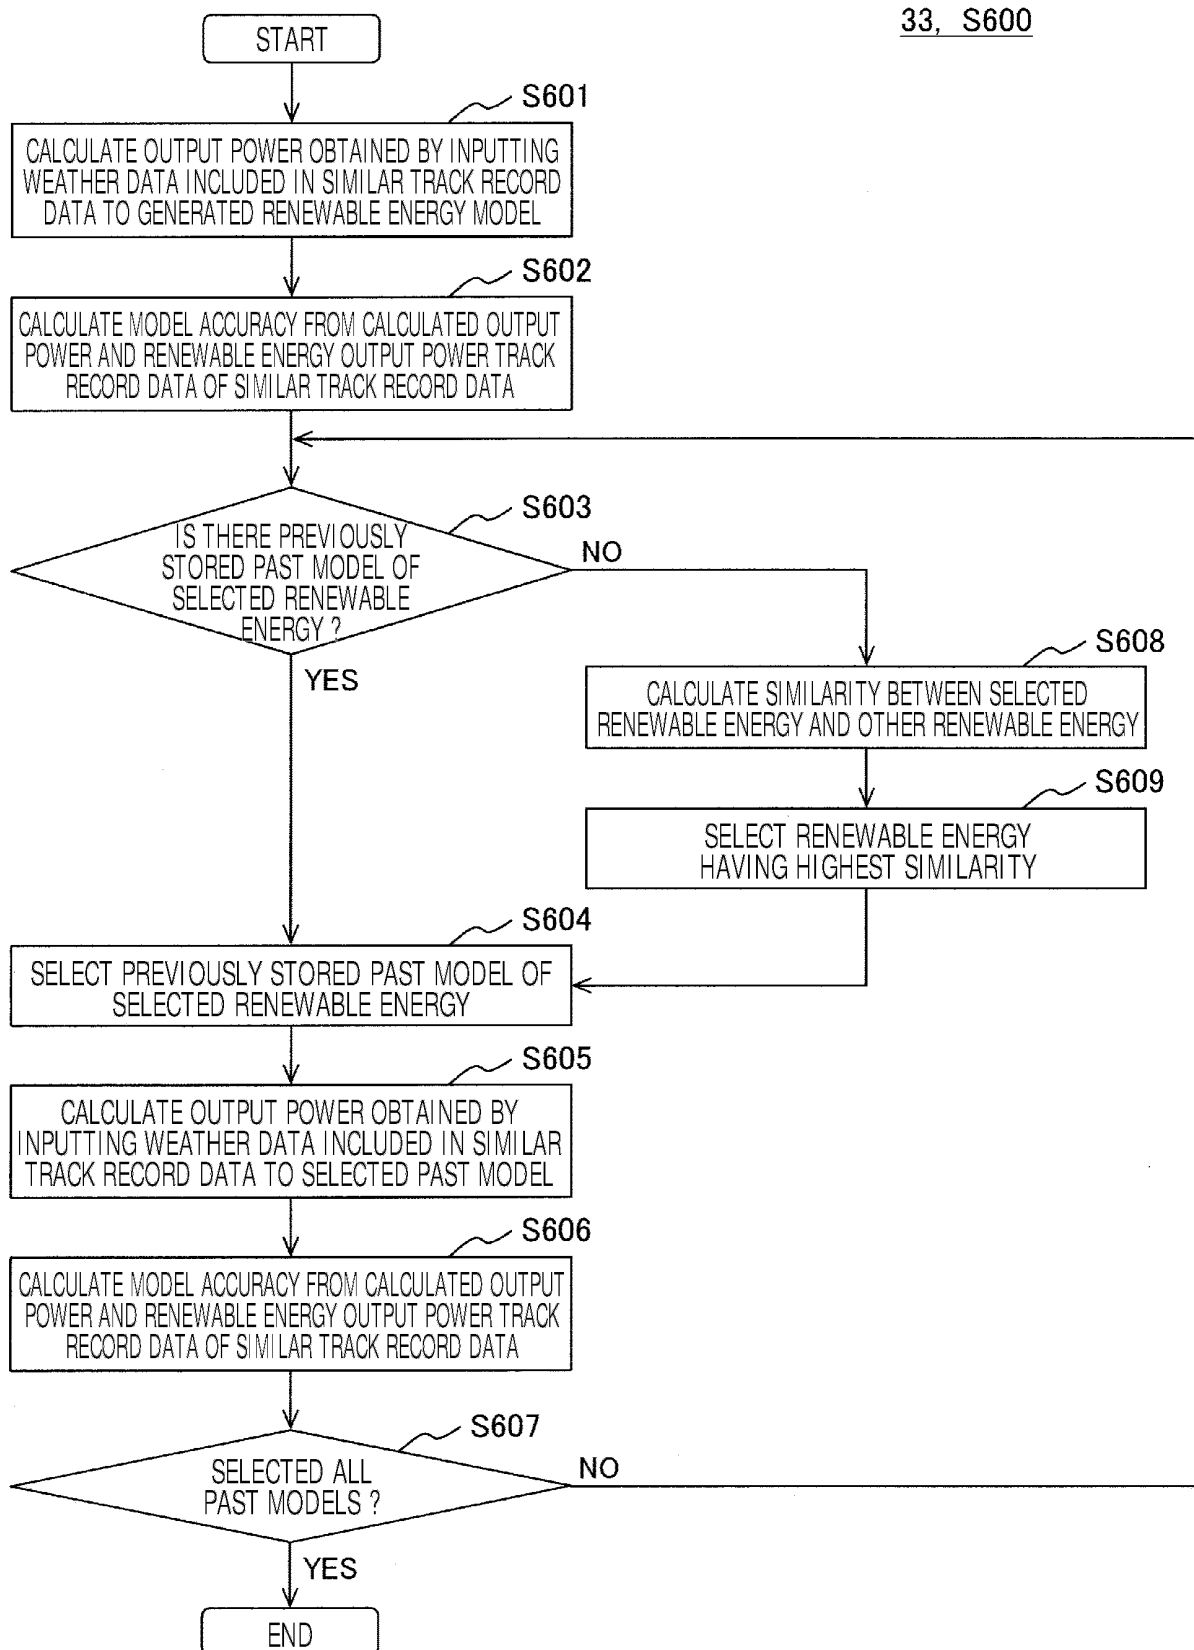 33, S600
START
S601
CALCULATE OUTPUT POWER OBTAINED BY INPUTTING
WEATHER DATA INCLUDED IN SIMILAR TRACK RECORD
DATA TO GENERATED RENEWABLE ENERGY MODEL
S602
CALCULATE MODEL ACCURACY FROM CALCULATED OUTPUT
POWER AND RENEWABLE ENERGY OUTPUT POWER TRACK
RECORD DATA OF SIMILAR TRACK RECORD DATA
S603
IS THERE PREVIOUSLY
STORED PAST MODEL OF
SELECTED RENEWABLE
ENERGY ?
NO
YES
S608
CALCULATE SIMILARITY BETWEEN SELECTED
RENEWABLE ENERGY AND OTHER RENEWABLE ENERGY
S609
SELECT RENEWABLE ENERGY
HAVING HIGHEST SIMILARITY
S604
SELECT PREVIOUSLY STORED PAST MODEL OF
SELECTED RENEWABLE ENERGY
S605
CALCULATE OUTPUT POWER OBTAINED BY
INPUTTING WEATHER DATA INCLUDED IN SIMILAR
TRACK RECORD DATA TO SELECTED PAST MODEL
S606
CALCULATE MODEL ACCURACY FROM CALCULATED OUTPUT
POWER AND RENEWABLE ENERGY OUTPUT POWER TRACK
RECORD DATA OF SIMILAR TRACK RECORD DATA
S607
SELECTED ALL
PAST MODELS ?
NO
YES
END